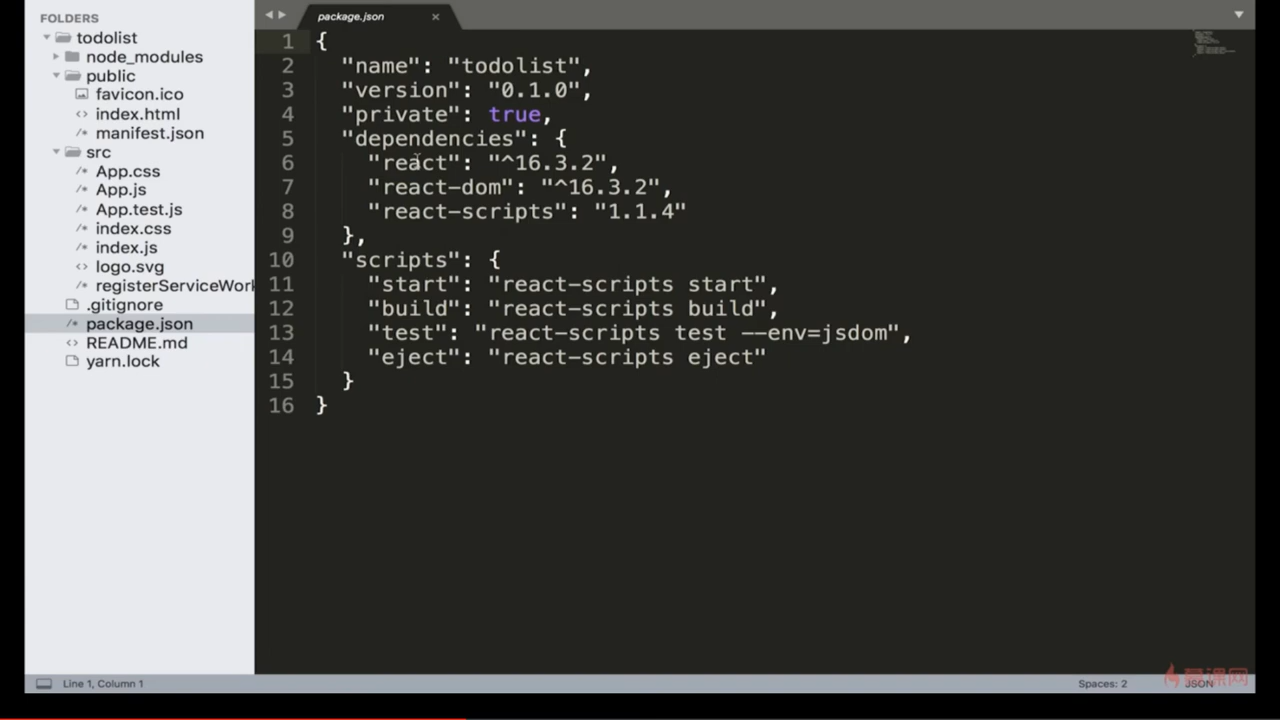 FOLDERS
todolist
node_modules
public
favicon.ico
index.html
manifest.json
src
App.css
App.js
App.test.js
index.css
index.js
logo.svg
registerServiceWork
.gitignore
package.json
README.md
yarn.lock
package.json
1 {
2 "name": "todolist",
3 "version": "0.1.0",
4 "private": true,
5 "dependencies": {
6 "react": "^16.3.2",
7 "react-dom": "^16.3.2",
8 "react-scripts": "1.1.4"
9 },
10 "scripts": {
11 "start": "react-scripts start",
12 "build": "react-scripts build",
13 "test": "react-scripts test --env=jsdom",
14 "eject": "react-scripts eject"
15 }
16 }
慕课网
Line 1, Column 1
Spaces: 2
JSON